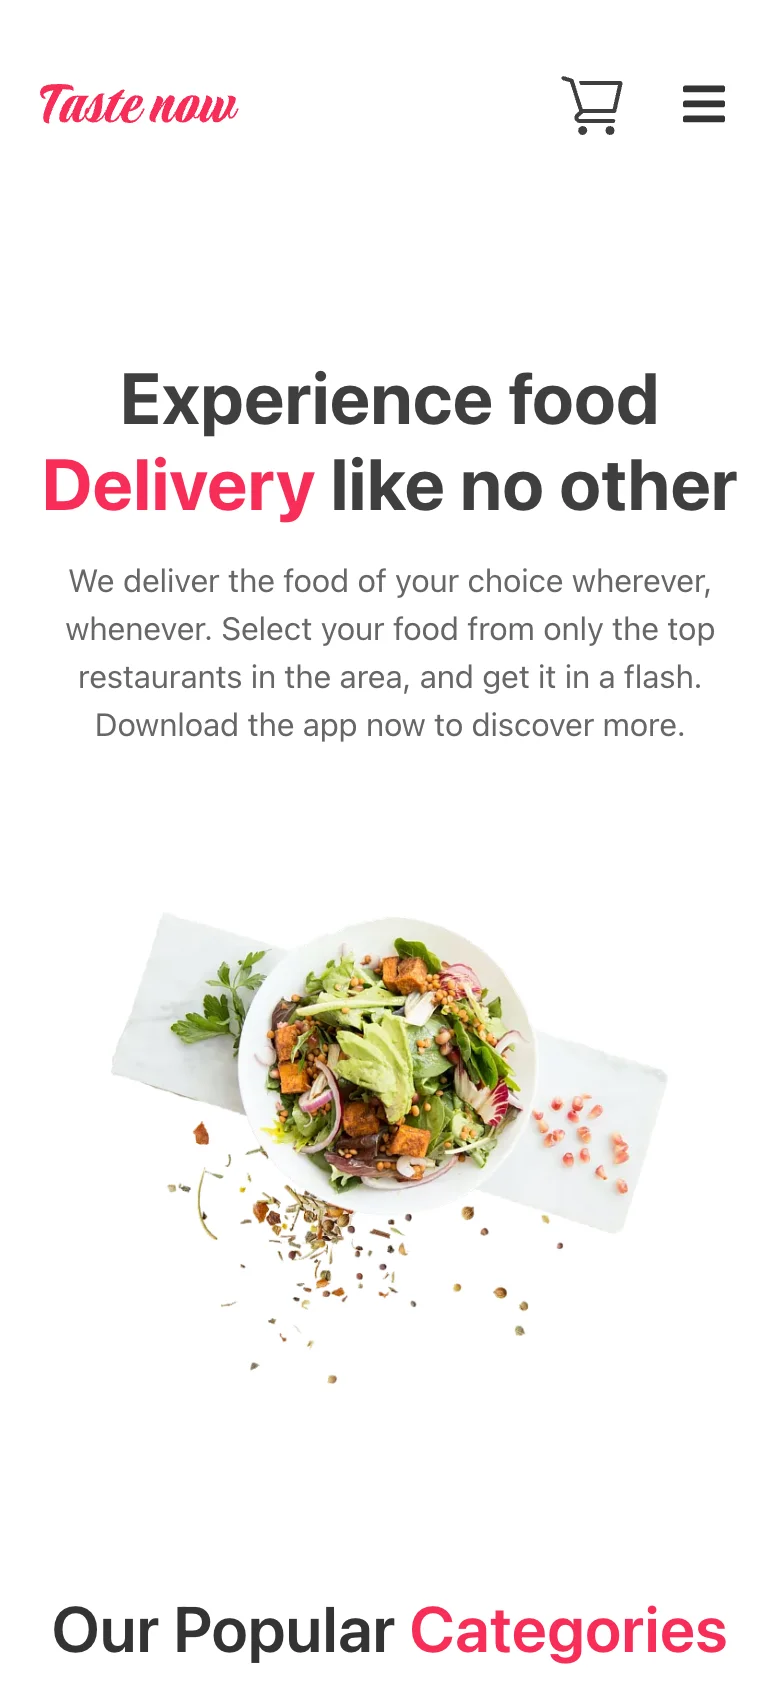 Taste now
Experience food
Delivery like no other
We deliver the food of your choice wherever,
whenever. Select your food from only the top
restaurants in the area, and get it in a flash.
Download the app now to discover more.
Our Popular Categories